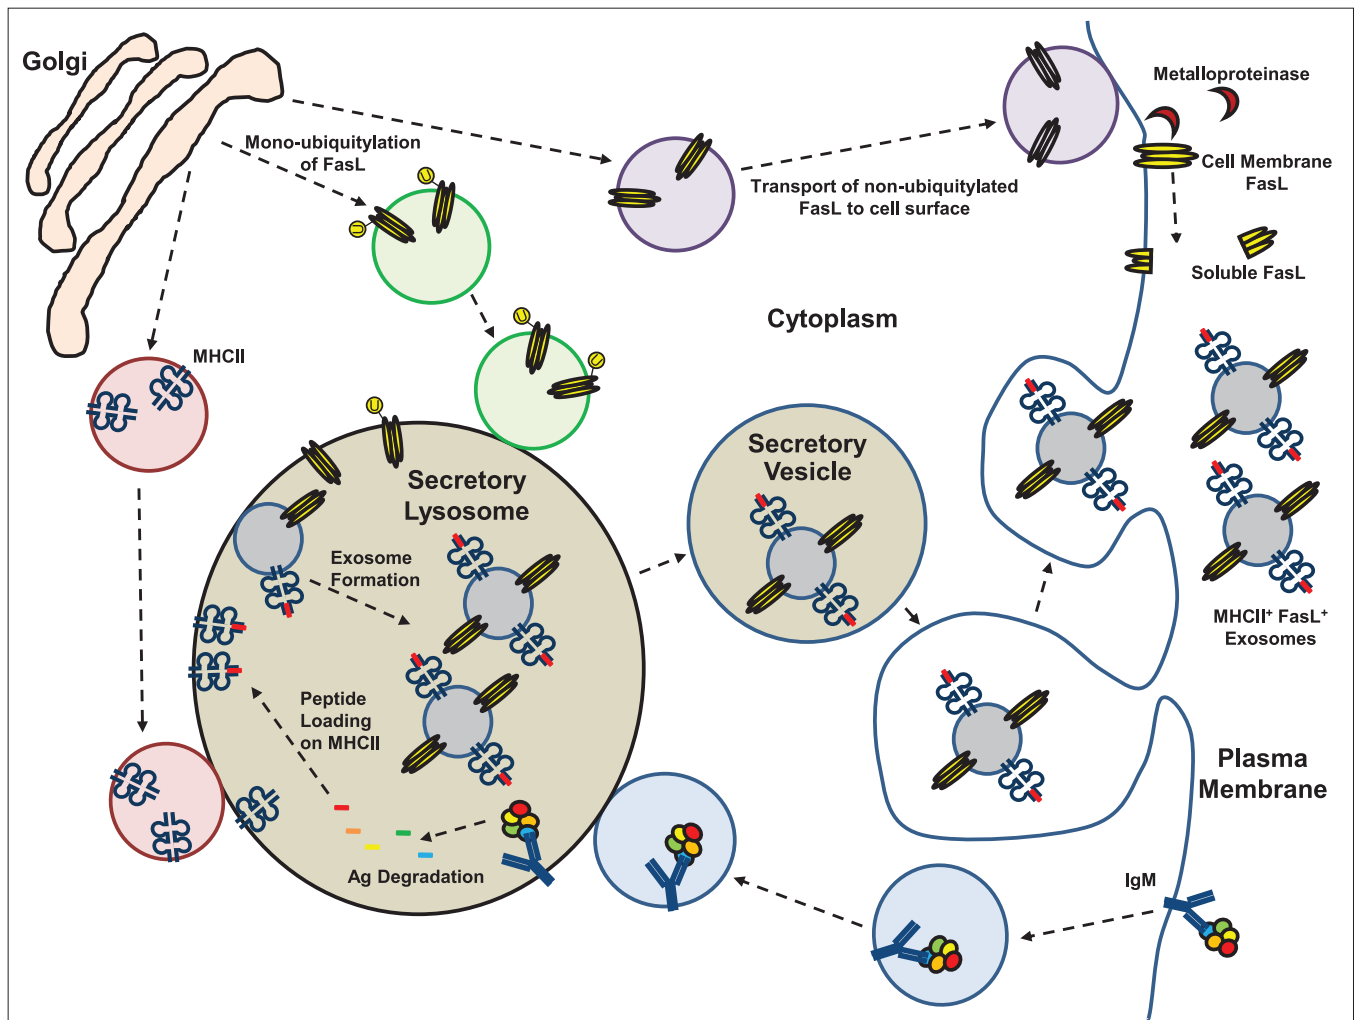 Golgi
Mono-ubiquitylation
of FasL
Metalloproteinase
Cell Membrane
FasL
Transport of non-ubiquitylated
FasL to cell surface
Soluble FasL
Cytoplasm
MHCII
Secretory
Lysosome
Secretory
Vesicle
Exosome
Formation
MHCII⁺ FasL⁺
Exosomes
Peptide
Loading
on MHCII
Plasma
Membrane
Ag Degradation
IgM
U
U
U
U
U